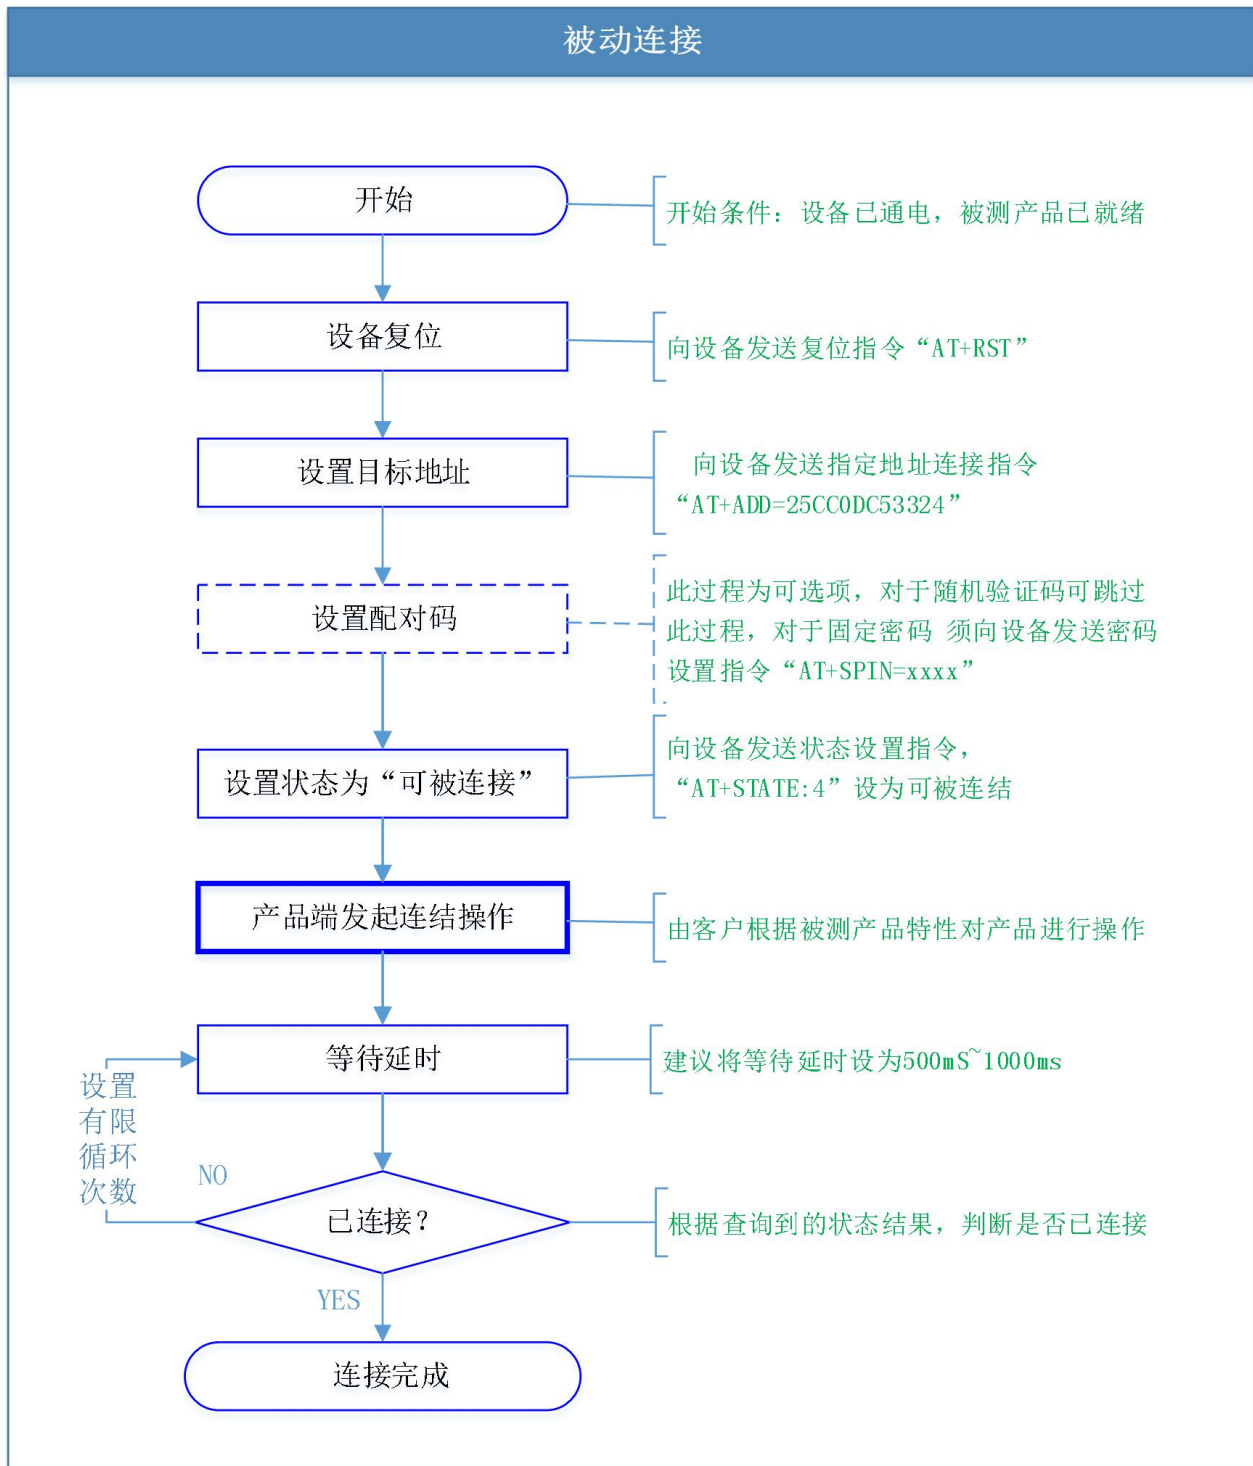 被动连接
开始
开始条件：设备已通电，被测产品已就绪
设备复位
向设备发送复位指令“AT+RST”
设置目标地址
向设备发送指定地址连接指令
“AT+ADD=25CC0DC53324”
设置配对码
此过程为可选项，对于随机验证码可跳过
此过程，对于固定密码 须向设备发送密码
设置指令“AT+SPIN=xxxx”
设置状态为“可被连接”
向设备发送状态设置指令，
“AT+STATE:4”设为可被连结
产品端发起连结操作
由客户根据被测产品特性对产品进行操作
等待延时
建议将等待延时设为500mS~1000ms
设置
有限
循环
次数
NO
已连接？
根据查询到的状态结果，判断是否已连接
YES
连接完成